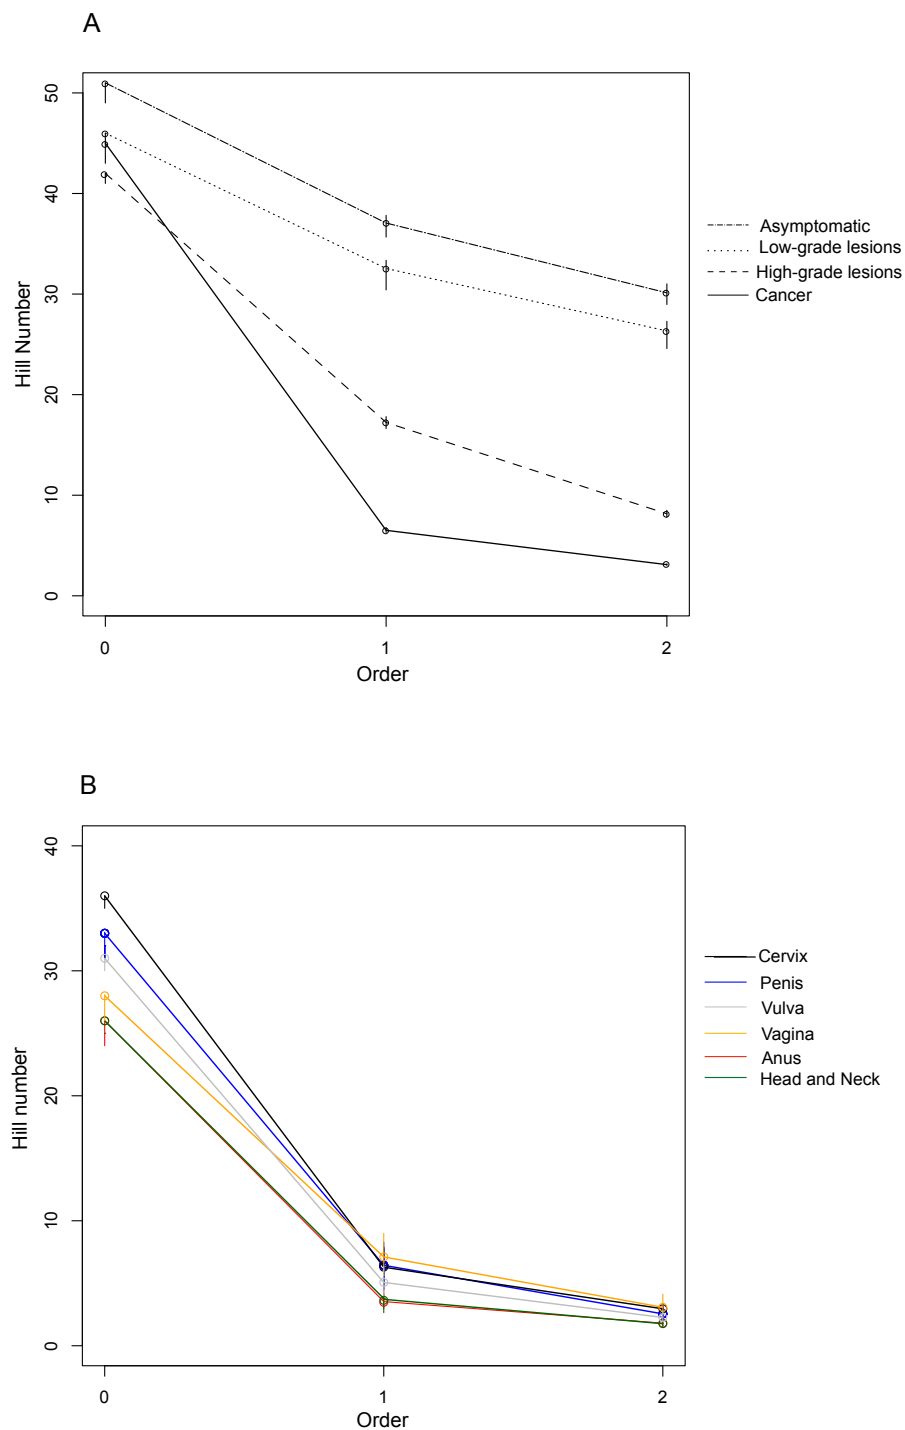 A
50
40
30
20
10
0
Hill Number
0 1 2
Order
Asymptomatic
Low-grade lesions
High-grade lesions
Cancer
B
40
30
20
10
0
Hill number
0 1 2
Order
Cervix
Penis
Vulva
Vagina
Anus
Head and Neck